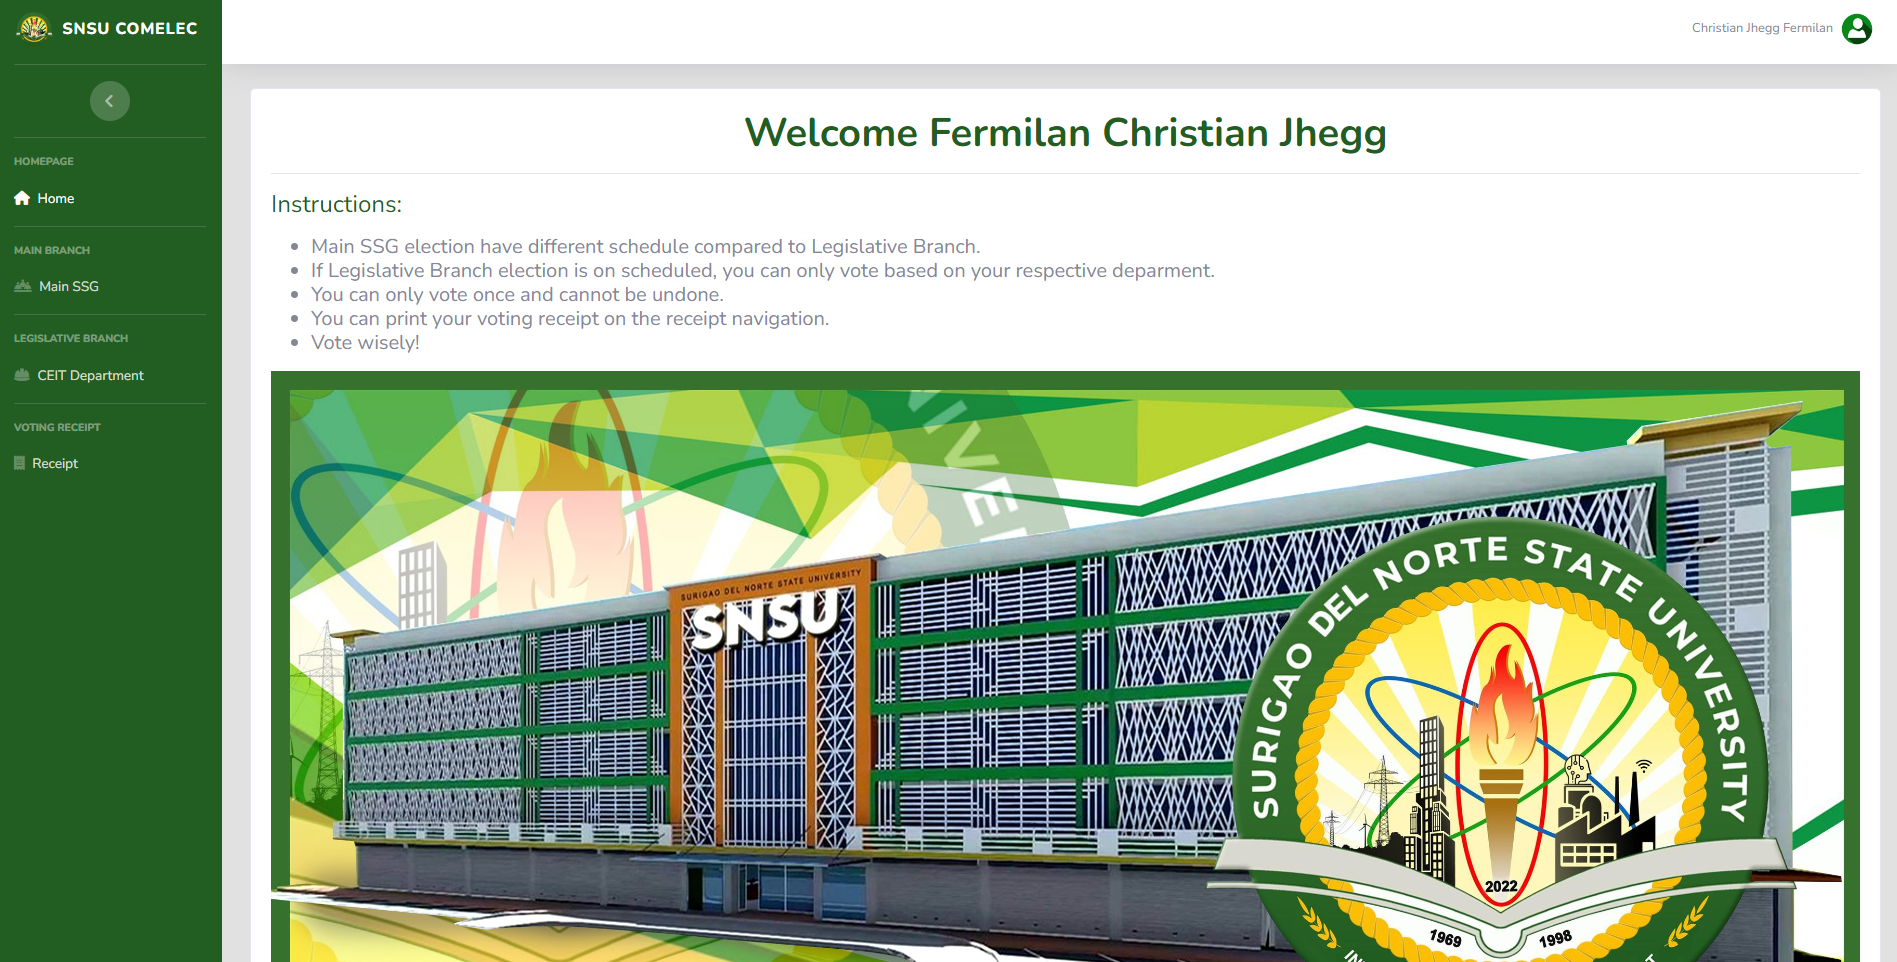 SNSU COMELEC
Christian Jhegg Fermilan
HOMEPAGE
Home
MAIN BRANCH
Main SSG
LEGISLATIVE BRANCH
CEIT Department
VOTING RECEIPT
Receipt
Welcome Fermilan Christian Jhegg
Instructions:
Main SSG election have different schedule compared to Legislative Branch.
If Legislative Branch election is on scheduled, you can only vote based on your respective deparment.
You can only vote once and cannot be undone.
You can print your voting receipt on the receipt navigation.
Vote wisely!
SURIGAO DEL NORTE STATE UNIVERSITY
SNSU
SURIGAO DEL NORTE STATE UNIVERSITY
2022
1969
1998